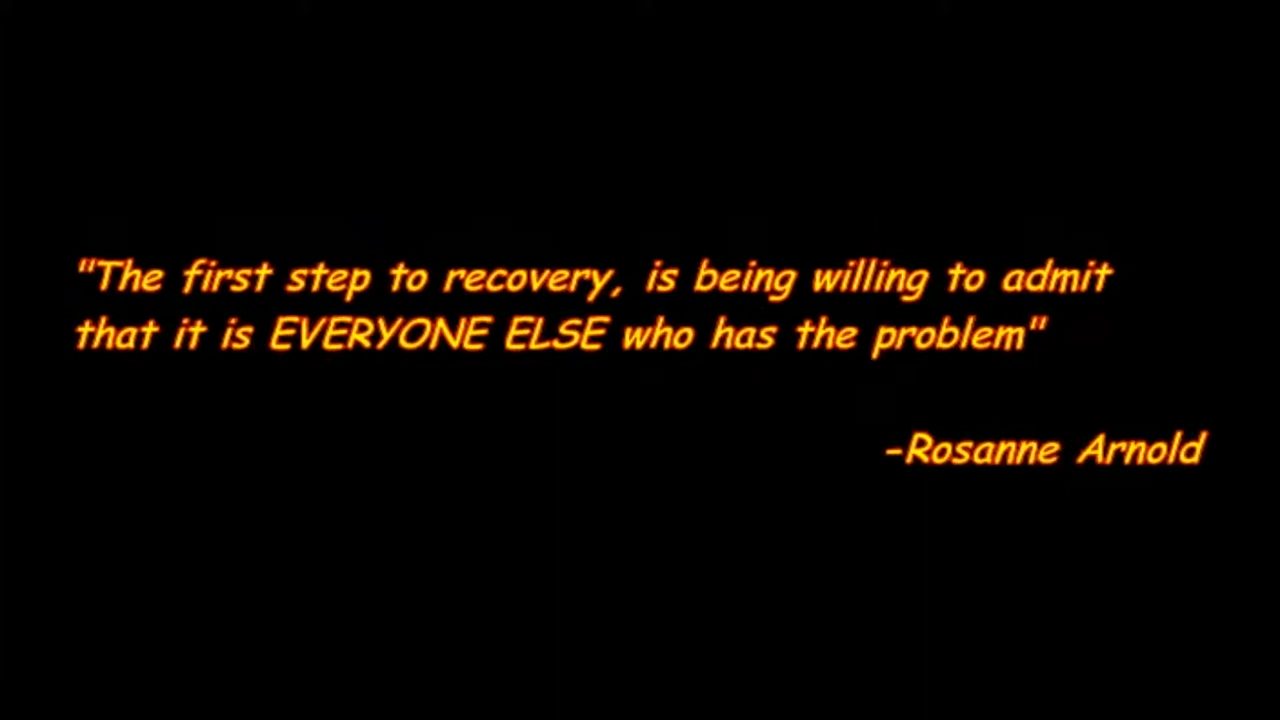 "The first step to recovery, is being willing to admit
that it is EVERYONE ELSE who has the problem"
-Rosanne Arnold